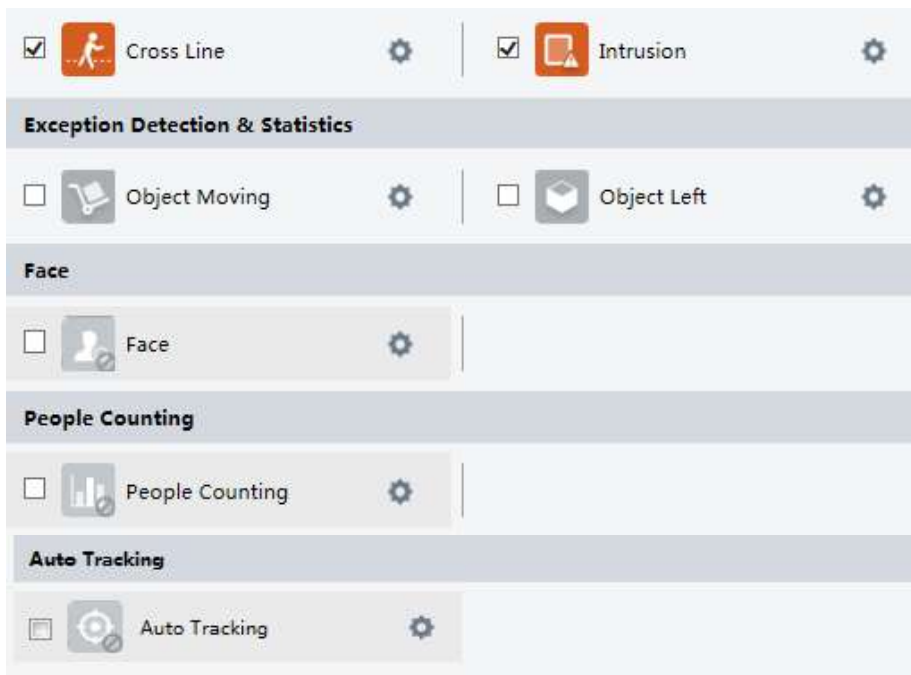 Cross Line Intrusion
Exception Detection & Statistics
Object Moving Object Left
Face
Face
People Counting
People Counting
Auto Tracking
Auto Tracking